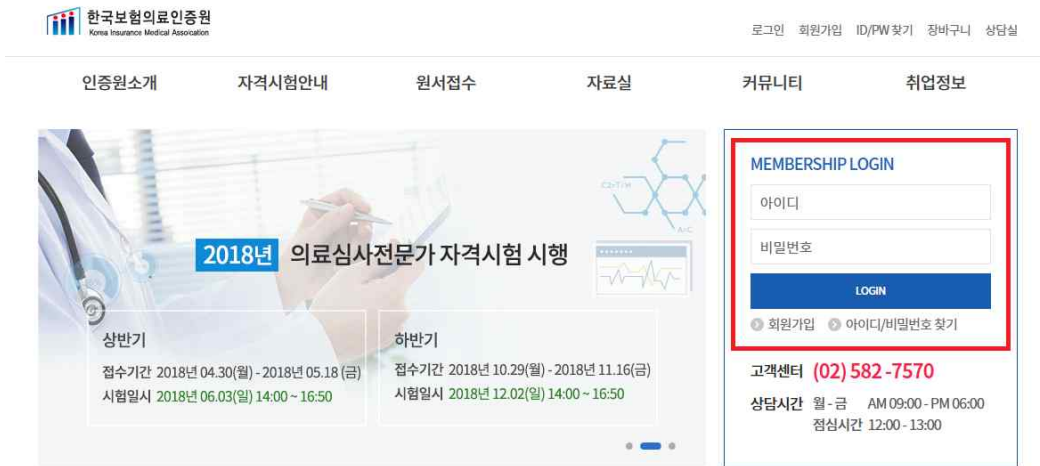 한국보험의료인증원
Korea Insurance Medical Assoication
로그인 회원가입 ID/PW 찾기 장바구니 상담실
인증원소개 자격시험안내 원서접수 자료실 커뮤니티 취업정보
2018년 의료심사전문가 자격시험 시행
상반기
접수기간 2018년 04.30(월) - 2018년 05.18 (금)
시험일시 2018년 06.03(일) 14:00 ~ 16:50
하반기
접수기간 2018년 10.29(월) - 2018년 11.16(금)
시험일시 2018년 12.02(일) 14:00 ~ 16:50
MEMBERSHIP LOGIN
아이디
비밀번호
LOGIN
회원가입 아이디/비밀번호 찾기
고객센터 (02) 582 -7570
상담시간 월 - 금 AM 09:00 - PM 06:00
점심시간 12:00 - 13:00